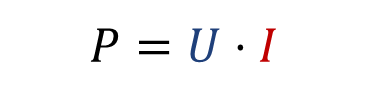 P = U · I